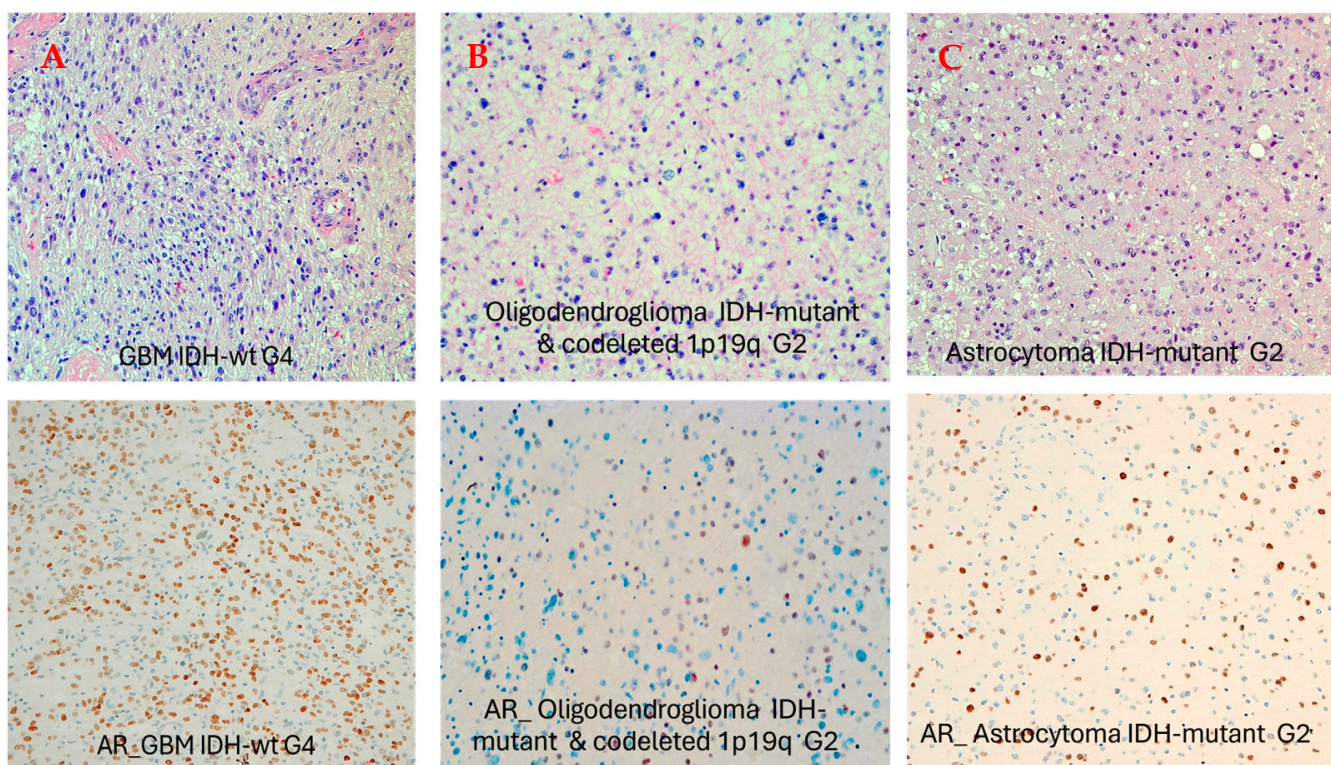 A
B
C
GBM IDH-wt G4
Oligodendroglioma IDH-mutant
& codeleted 1p19q G2
Astrocytoma IDH-mutant G2
AR_GBM IDH-wt G4
AR_ Oligodendroglioma IDH-
mutant & codeleted 1p19q G2
AR_ Astrocytoma IDH-mutant G2